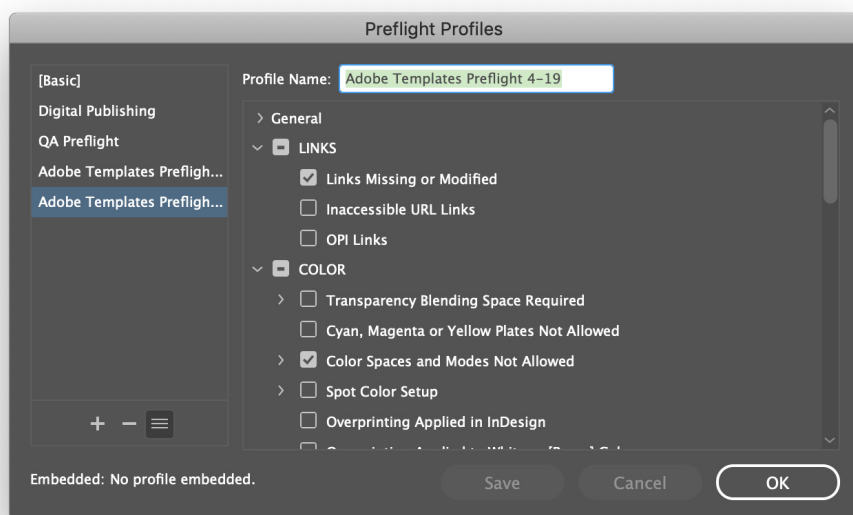 Preflight Profiles
[Basic]
Digital Publishing
QA Preflight
Adobe Templates Prefligh...
Adobe Templates Prefligh...
Profile Name: Adobe Templates Preflight 4-19
General
LINKS
Links Missing or Modified
Inaccessible URL Links
OPI Links
COLOR
Transparency Blending Space Required
Cyan, Magenta or Yellow Plates Not Allowed
Color Spaces and Modes Not Allowed
Spot Color Setup
Overprinting Applied in InDesign
Embedded: No profile embedded.
Save
Cancel
OK